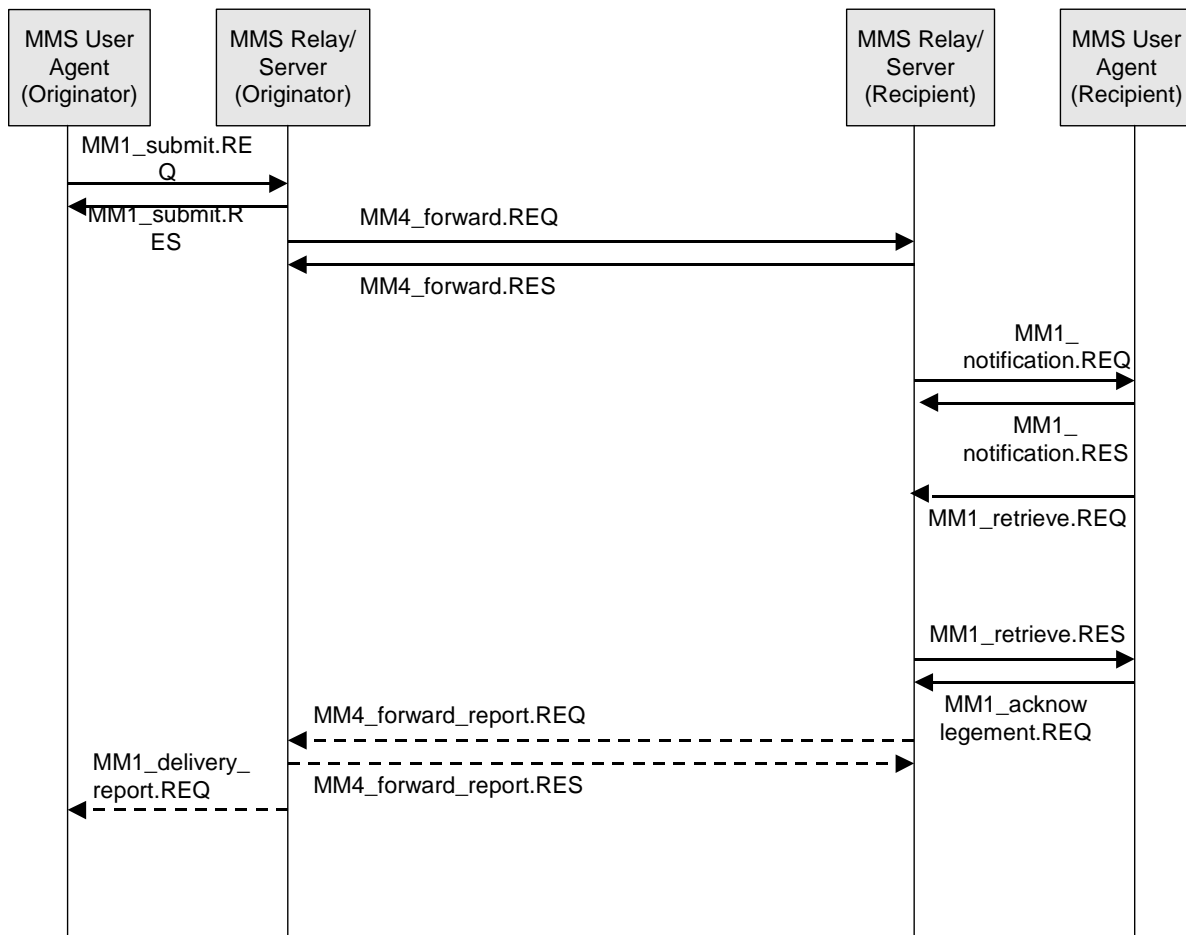 MMS User
Agent
(Originator)
MMS Relay/
Server
(Originator)
MMS Relay/
Server
(Recipient)
MMS User
Agent
(Recipient)
MM1_submit.RE
Q
MM1_submit.R
ES
MM4_forward.REQ
MM4_forward.RES
MM1_
notification.REQ
MM1_
notification.RES
MM1_retrieve.REQ
MM1_retrieve.RES
MM1_acknow
legement.REQ
MM4_forward_report.REQ
MM4_forward_report.RES
MM1_delivery_
report.REQ